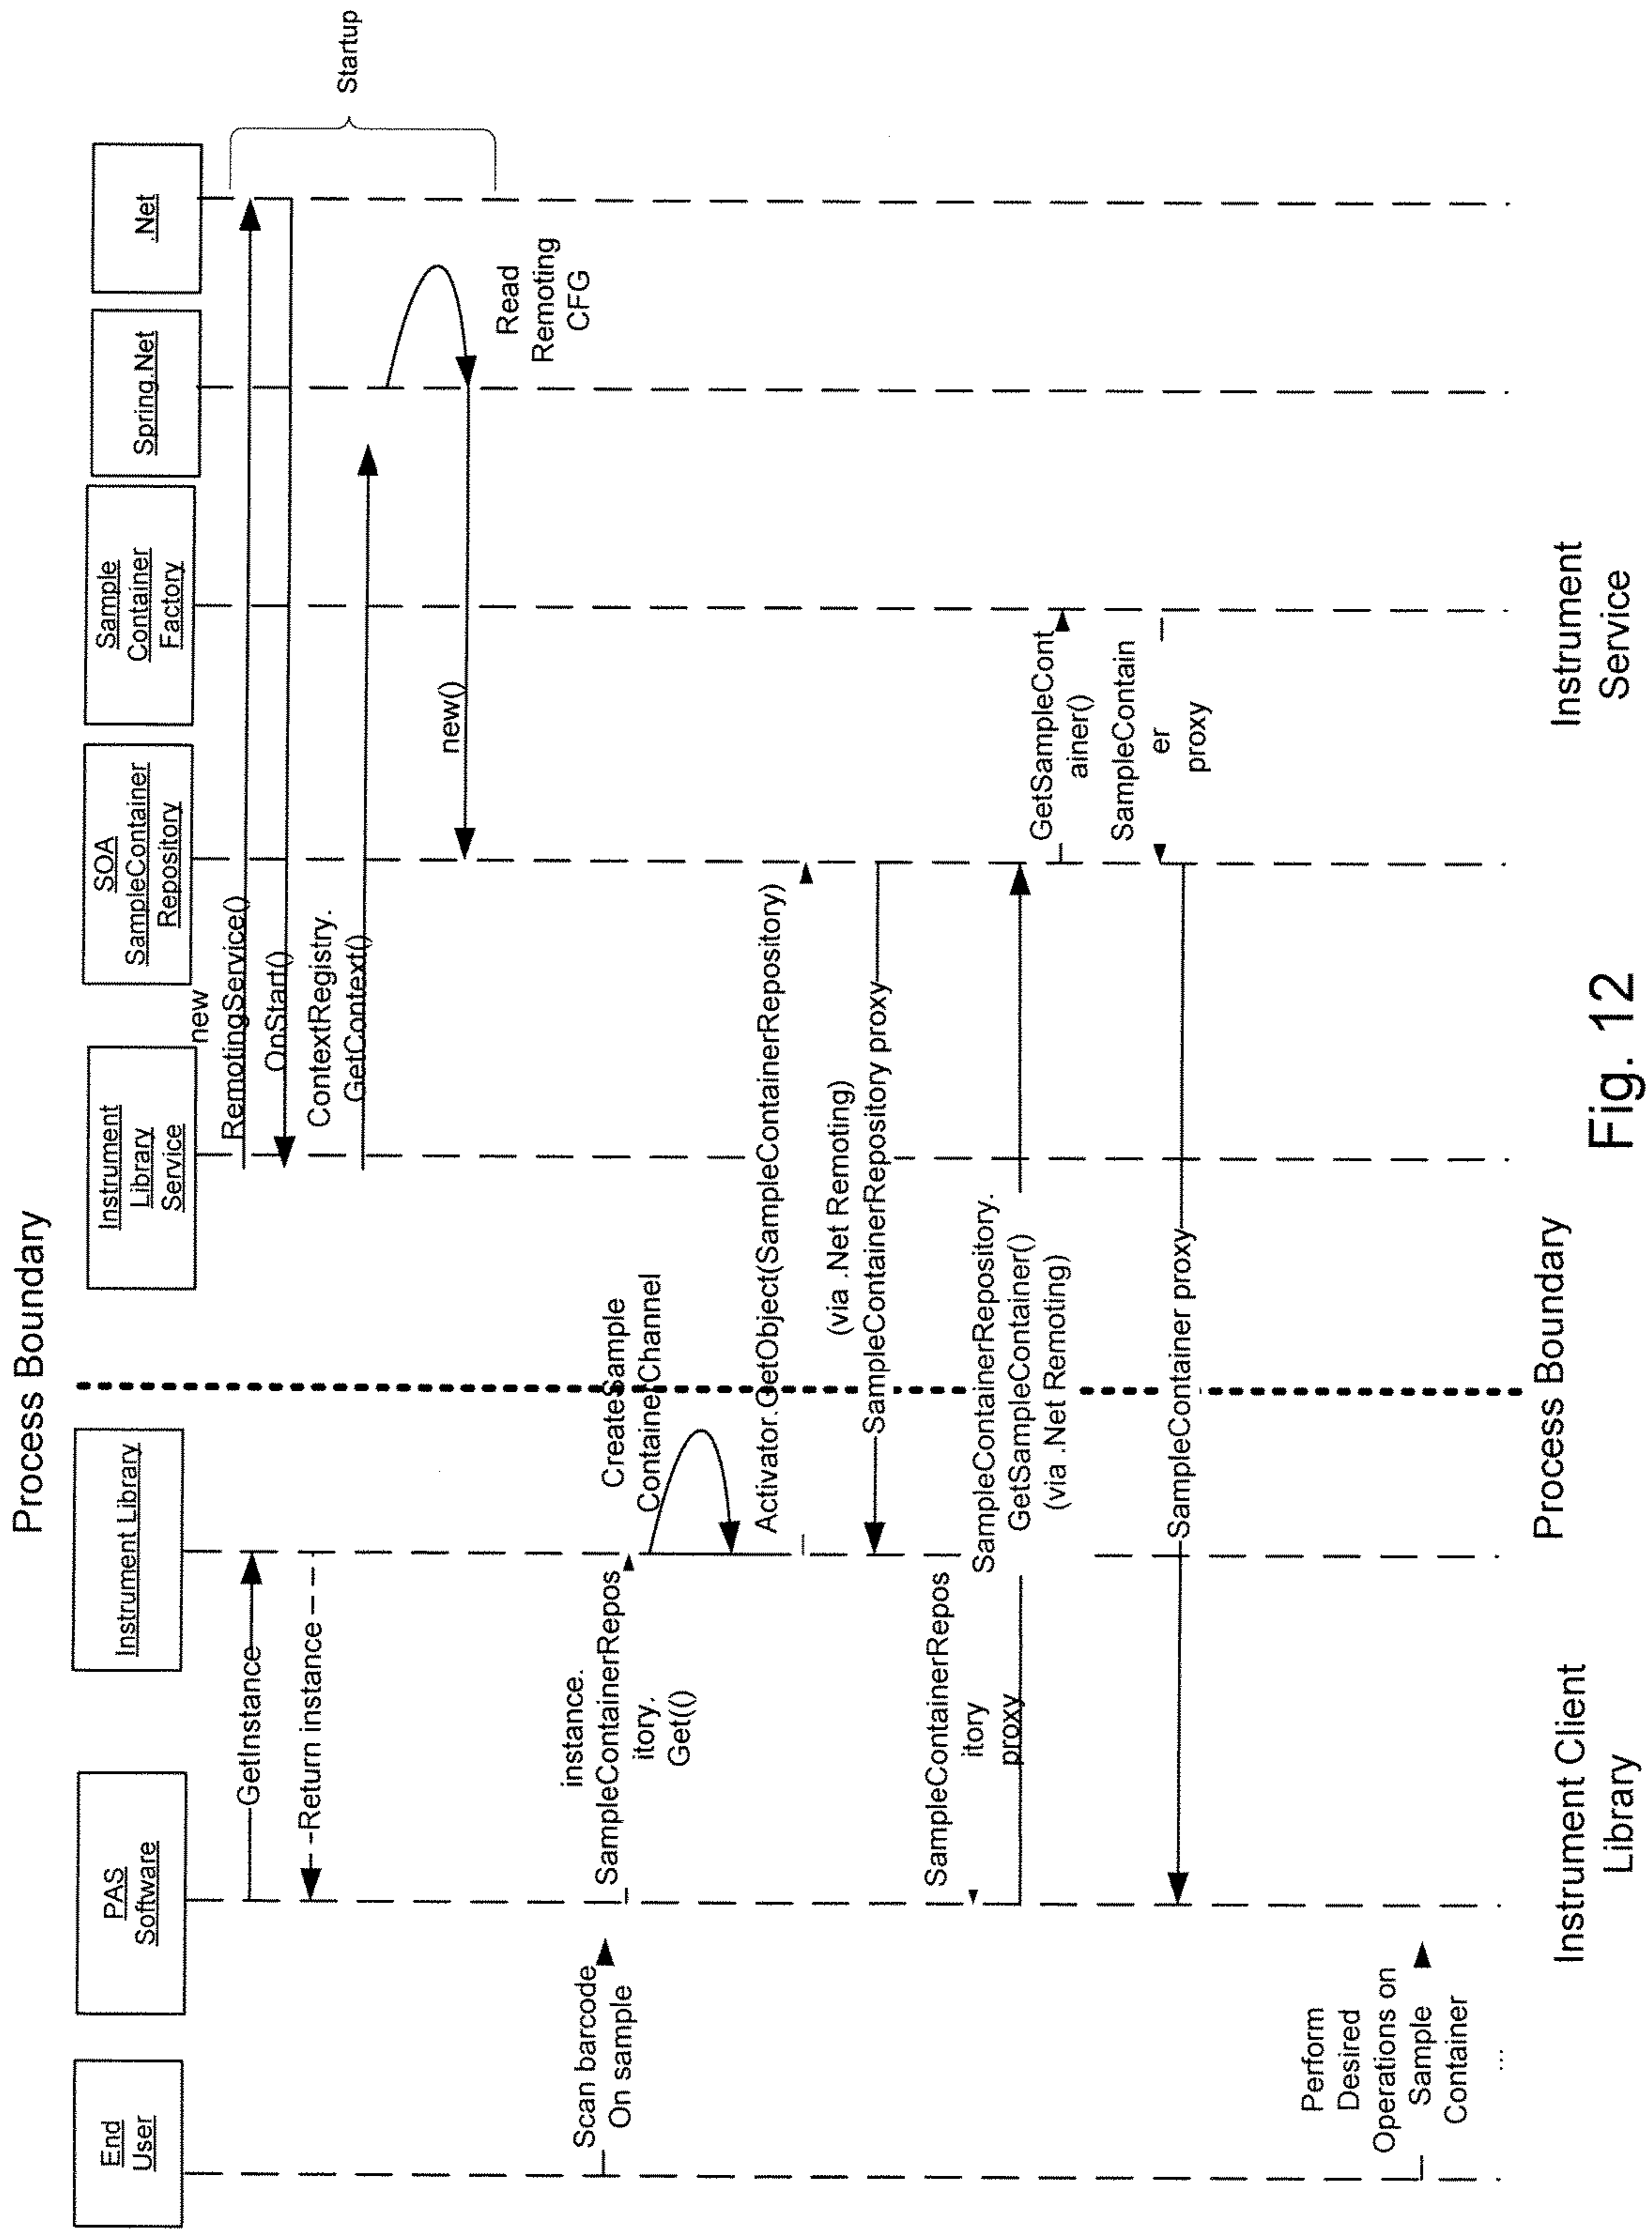 Process Boundary
End
User
PAS
Software
Instrument Library
Instrument
Library
Service
SOA
SampleContainer
Repository
Sample
Container
Factory
Spring.Net
.Net
Startup
GetInstance
Return instance
new
RemotingService()
OnStart()
ContextRegistry.
GetContext()
new()
Read
Remoting
CFG
Scan barcode
On sample
instance.
SampleContainerRepos
itory.
Get(()
CreateSample
ContainerChannel
Activator.GetObject(SampleContainerRepository)
(via .Net Remoting)
SampleContainerRepository proxy
SampleContainerRepos
itory
proxy
SampleContainerRepository.
GetSampleContainer()
(via .Net Remoting)
GetSampleCont
ainer()
SampleContain
er
proxy
SampleContainer proxy
Perform
Desired
Operations on
Sample
Container
...
Instrument Client
Library
Process Boundary
Instrument
Service
Fig. 12